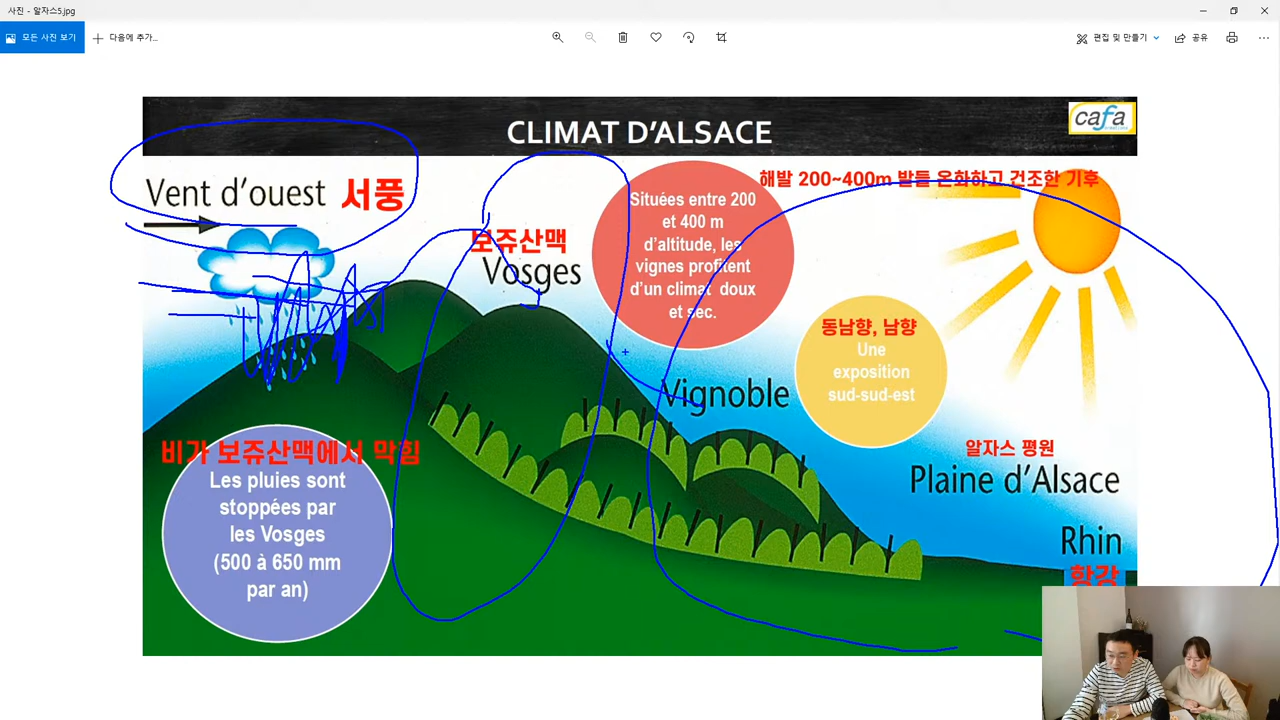 사진 - 알자스5.jpg
모든 사진 보기
다음에 추가...
편집 및 만들기
공유
CLIMAT D'ALSACE
cafa
Vent d'ouest 서풍
해발 200~400m 발들 온화하고 건조한 기후
Situées entre 200
et 400 m
d'altitude, les
vignes profitent
d'un climat doux
et sec.
보쥬산맥
Vosges
동남향, 남향
Une
exposition
sud-sud-est
Vignoble
비가 보쥬산맥에서 막힘
Les pluies sont
stoppées par
les Vosges
(500 à 650 mm
par an)
알자스 평원
Plaine d'Alsace
Rhin